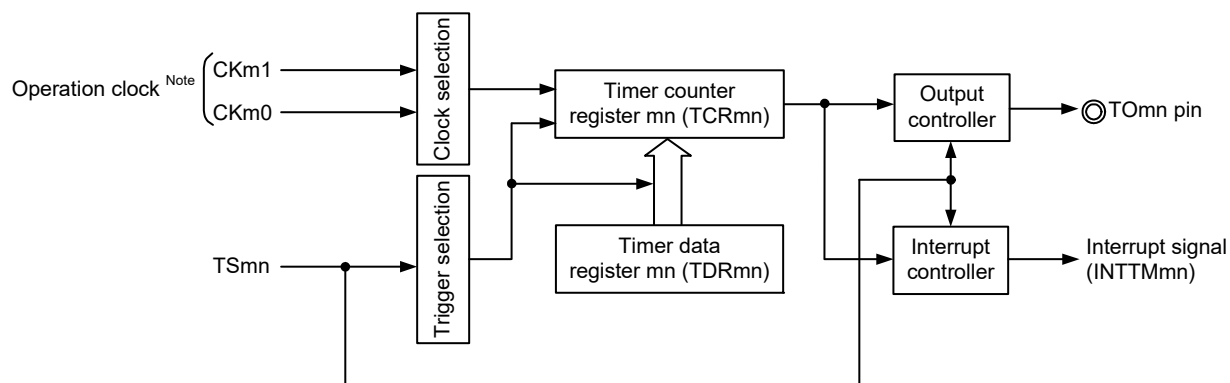 Operation clock Note
CKm1
CKm0
Clock selection
Timer counter
register mn (TCRmn)
Output
controller
TOmn pin
TSmn
Trigger selection
Timer data
register mn (TDRmn)
Interrupt
controller
Interrupt signal
(INTTMmn)